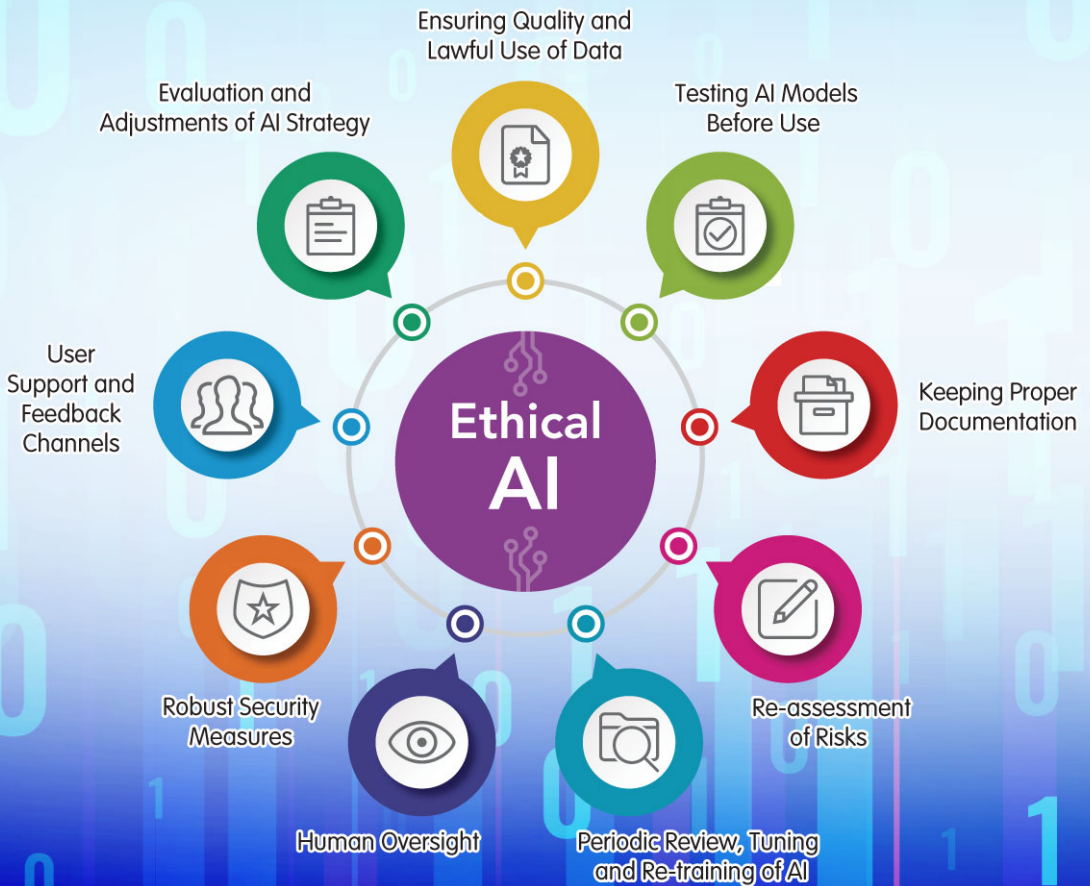 Ensuring Quality and
Lawful Use of Data
Testing AI Models
Before Use
Keeping Proper
Documentation
Re-assessment
of Risks
Periodic Review, Tuning
and Re-training of AI
Human Oversight
Robust Security
Measures
User
Support and
Feedback
Channels
Evaluation and
Adjustments of AI Strategy
Ethical
AI